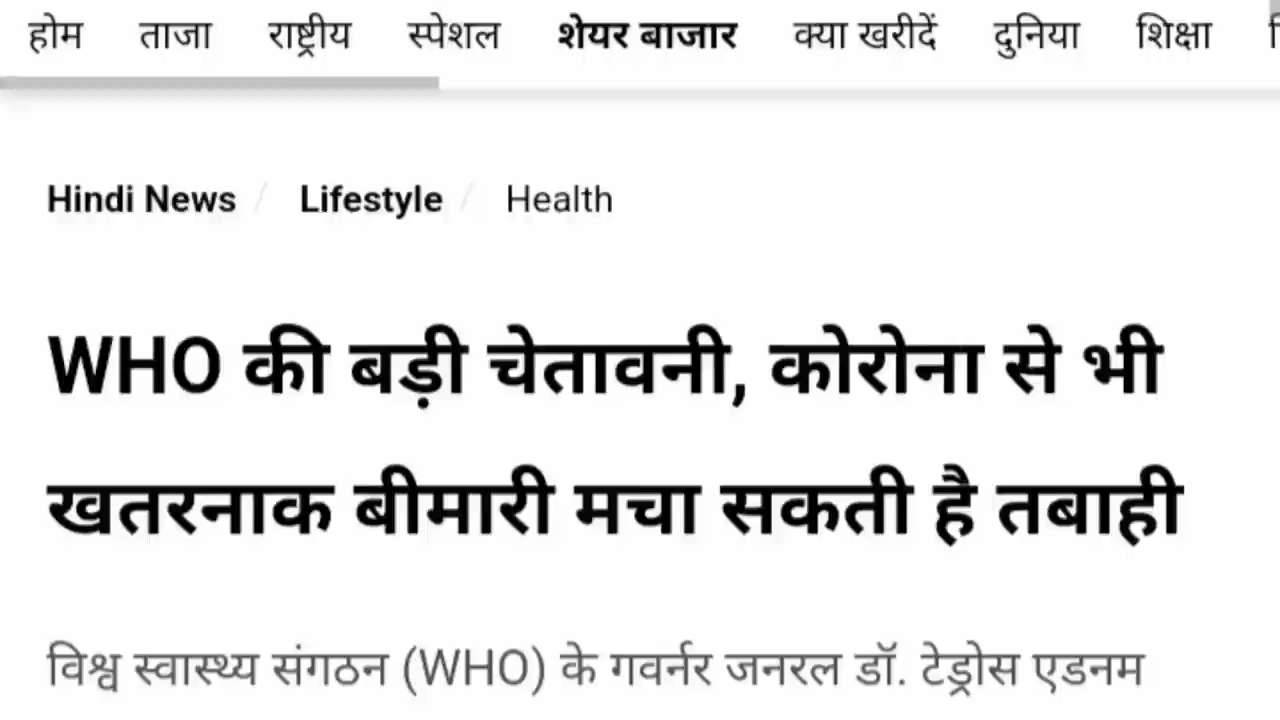 होम ताजा राष्ट्रीय स्पेशल शेयर बाजार क्या खरीदें दुनिया शिक्षा
Hindi News / Lifestyle / Health
WHO की बड़ी चेतावनी, कोरोना से भी
खतरनाक बीमारी मचा सकती है तबाही
विश्व स्वास्थ्य संगठन (WHO) के गवर्नर जनरल डॉ. टेड्रोस एडनम